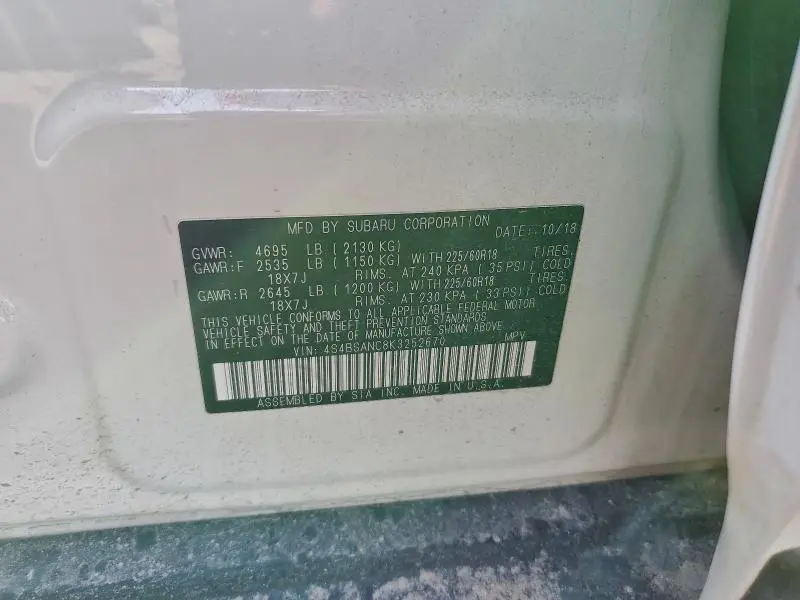 MFD BY SUBARU CORPORATION DATE: 10/18
GVWR: 4695 LB (2130 KG)
GAWR:F 2535 LB (1150 KG) WITH 225/60R18 TIRES,
18X7J RIMS, AT 240 KPA (35 PSI) COLD
GAWR:R 2645 LB (1200 KG) WITH 225/60R18 TIRES,
18X7J RIMS, AT 230 KPA (33 PSI) COLD
THIS VEHICLE CONFORMS TO ALL APPLICABLE FEDERAL MOTOR
VEHICLE SAFETY AND THEFT PREVENTION STANDARDS
IN EFFECT ON THE DATE OF MANUFACTURE SHOWN ABOVE
VIN: 4S4BSANC8K3252670 MPV
ASSEMBLED BY SIA INC. MADE IN U.S.A.